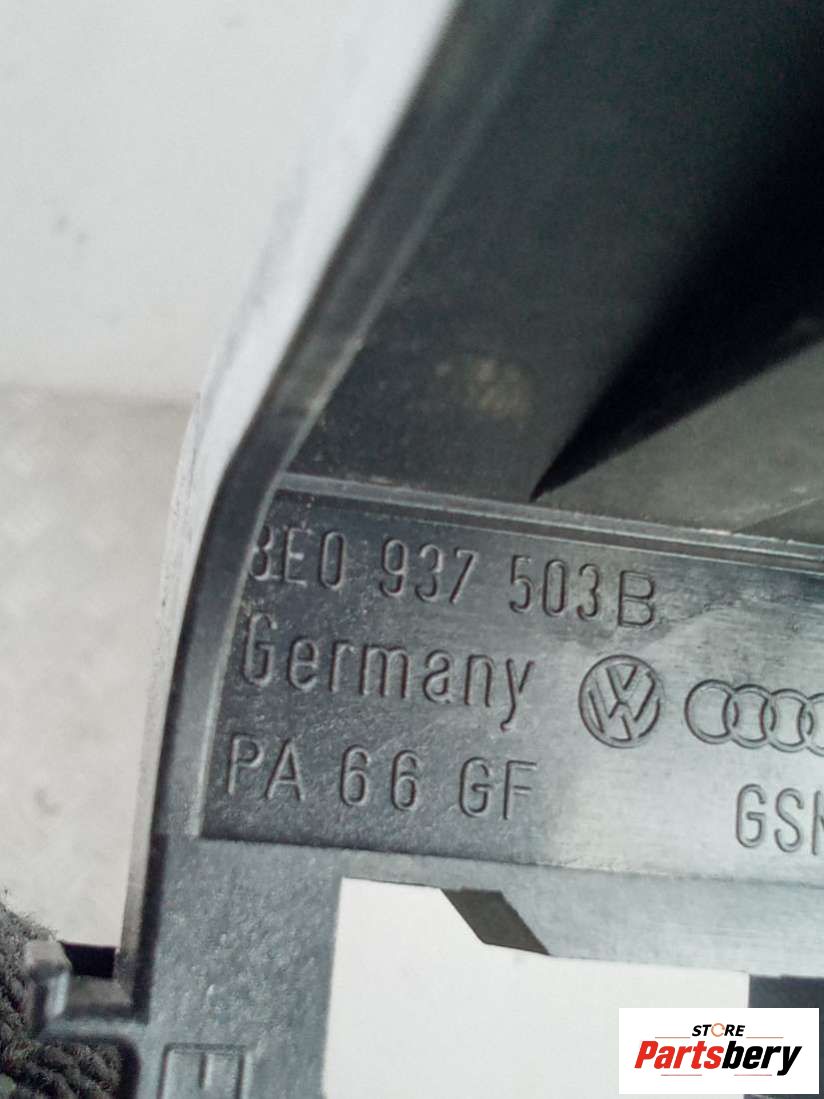 8E0 937 503 B
Germany
PA 66 GF
STORE
Partsbery